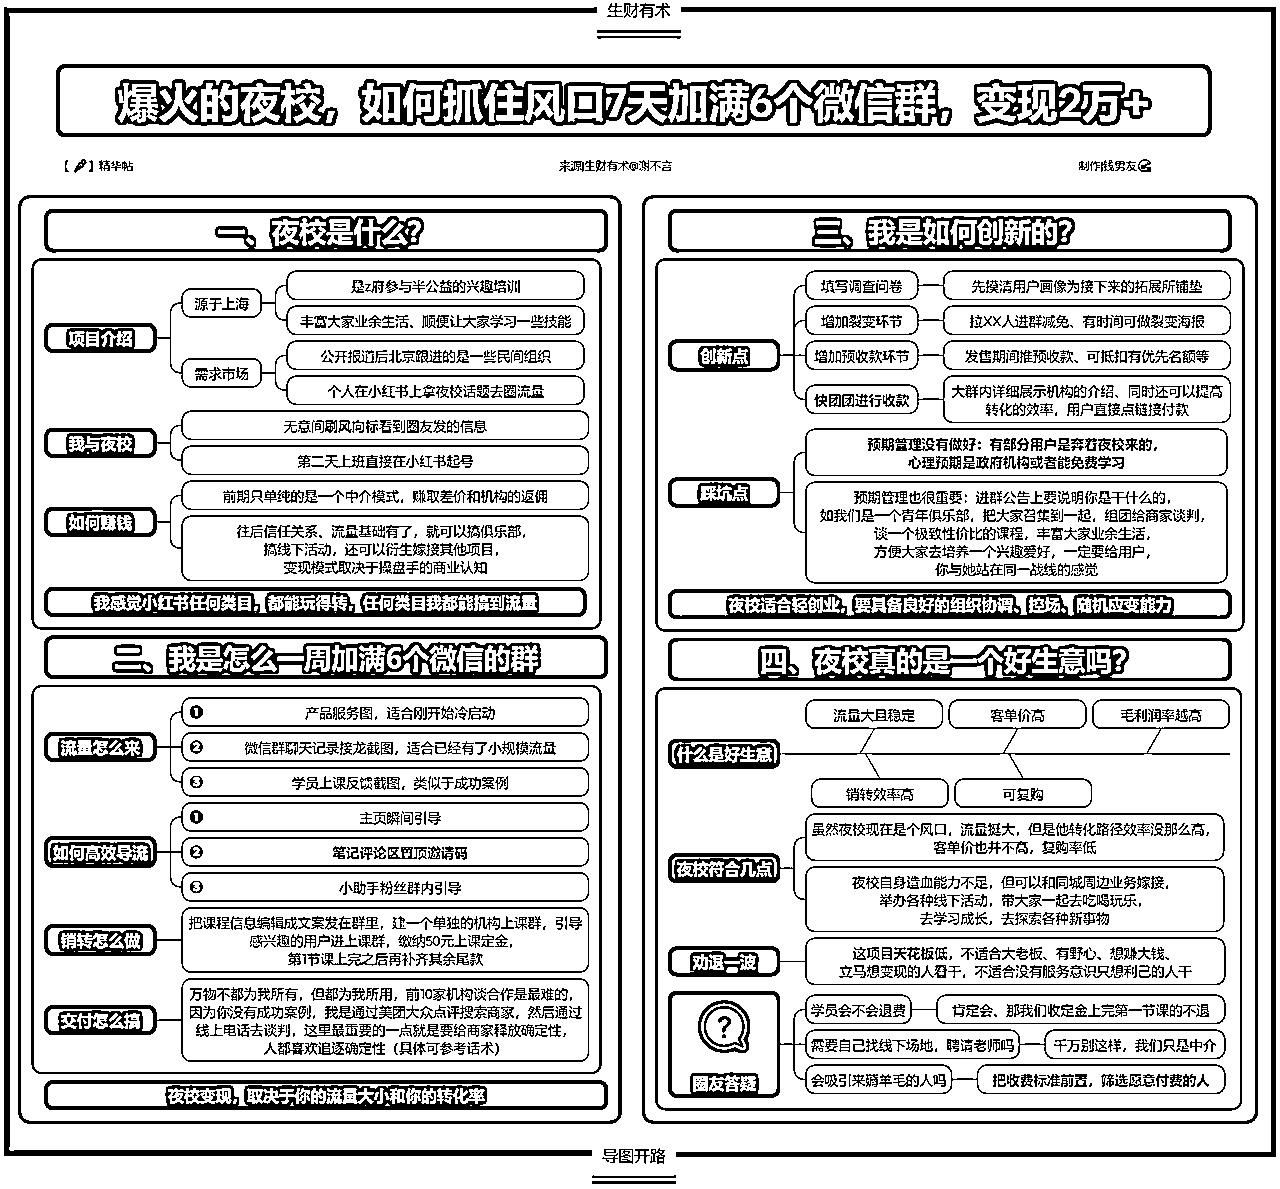 生财有术
爆火的夜校，如何抓住风口7天加满6个微信群，变现2万+
【】精华帖
来源|生财有术@谢不言
制作|钱男友
一、夜校是什么？
项目介绍
源于上海
是z府参与半公益的兴趣培训
丰富大家业余生活、顺便让大家学习一些技能
需求市场
公开报道后北京跟进的是一些民间组织
个人在小红书上拿夜校话题去圈流量
我与夜校
无意间刷风向标看到圈友发的信息
第二天上班直接在小红书起号
如何赚钱
前期只单纯的是一个中介模式，赚取差价和机构的返佣
往后信任关系、流量基础有了，就可以搞俱乐部，
搞线下活动，还可以衍生嫁接其他项目，
变现模式取决于操盘手的商业认知
我感觉小红书任何类目，都能玩得转，任何类目我都能搞到流量
二、我是怎么一周加满6个微信的群
流量怎么来
❶ 产品服务图，适合刚开始冷启动
❷ 微信群聊天记录接龙截图，适合已经有了小规模流量
❸ 学员上课反馈截图，类似于成功案例
如何高效导流
❶ 主页瞬间引导
❷ 笔记评论区置顶邀请码
❸ 小助手粉丝群内引导
销转怎么做
把课程信息编辑成文案发在群里，建一个单独的机构上课群，引导
感兴趣的用户进上课群，缴纳50元上课定金，
第1节课上完之后再补齐其余尾款
交付怎么搞
万物不都为我所有，但都为我所用，前10家机构谈合作是最难的，
因为你没有成功案例，我是通过美团大众点评搜索商家，然后通过
线上电话去谈判，这里最重要的一点就是要给商家释放确定性，
人都喜欢追逐确定性（具体可参考话术）
夜校变现，取决于你的流量大小和你的转化率
三、我是如何创新的？
创新点
填写调查问卷
先摸清用户画像为接下来的拓展所铺垫
增加裂变环节
拉XX人进群减免、有时间可做裂变海报
增加预收款环节
发售期间推预收款、可抵扣有优先名额等
快团团进行收款
大群内详细展示机构的介绍、同时还可以提高
转化的效率，用户直接点链接付款
踩坑点
预期管理没有做好：有部分用户是奔着夜校来的，
心理预期是政府机构或者能免费学习
预期管理也很重要：进群公告上要说明你是干什么的，
如我们是一个青年俱乐部，把大家召集到一起，组团给商家谈判，
谈一个极致性价比的课程，丰富大家业余生活，
方便大家去培养一个兴趣爱好，一定要给用户，
你与她站在同一战线的感觉
夜校适合轻创业，要具备良好的组织协调、控场、随机应变能力
四、夜校真的是一个好生意吗？
什么是好生意
流量大且稳定
客单价高
毛利润率越高
销转效率高
可复购
夜校符合几点
虽然夜校现在是个风口，流量挺大，但是他转化路径效率没那么高，
客单价也并不高，复购率低
夜校自身造血能力不足，但可以和同城周边业务嫁接，
举办各种线下活动，带大家一起去吃喝玩乐，
去学习成长，去探索各种新事物
劝退一波
这项目天花板低，不适合大老板、有野心、想赚大钱、
立马想变现的人看干，不适合没有服务意识只想利己的人干
圈友答疑
学员会不会退费
肯定会、那我们收定金上完第一节课的不退
需要自己找线下场地，聘请老师吗
千万别这样，我们只是中介
会吸引来薅羊毛的人吗
把收费标准前置，筛选愿意付费的人
导图开路